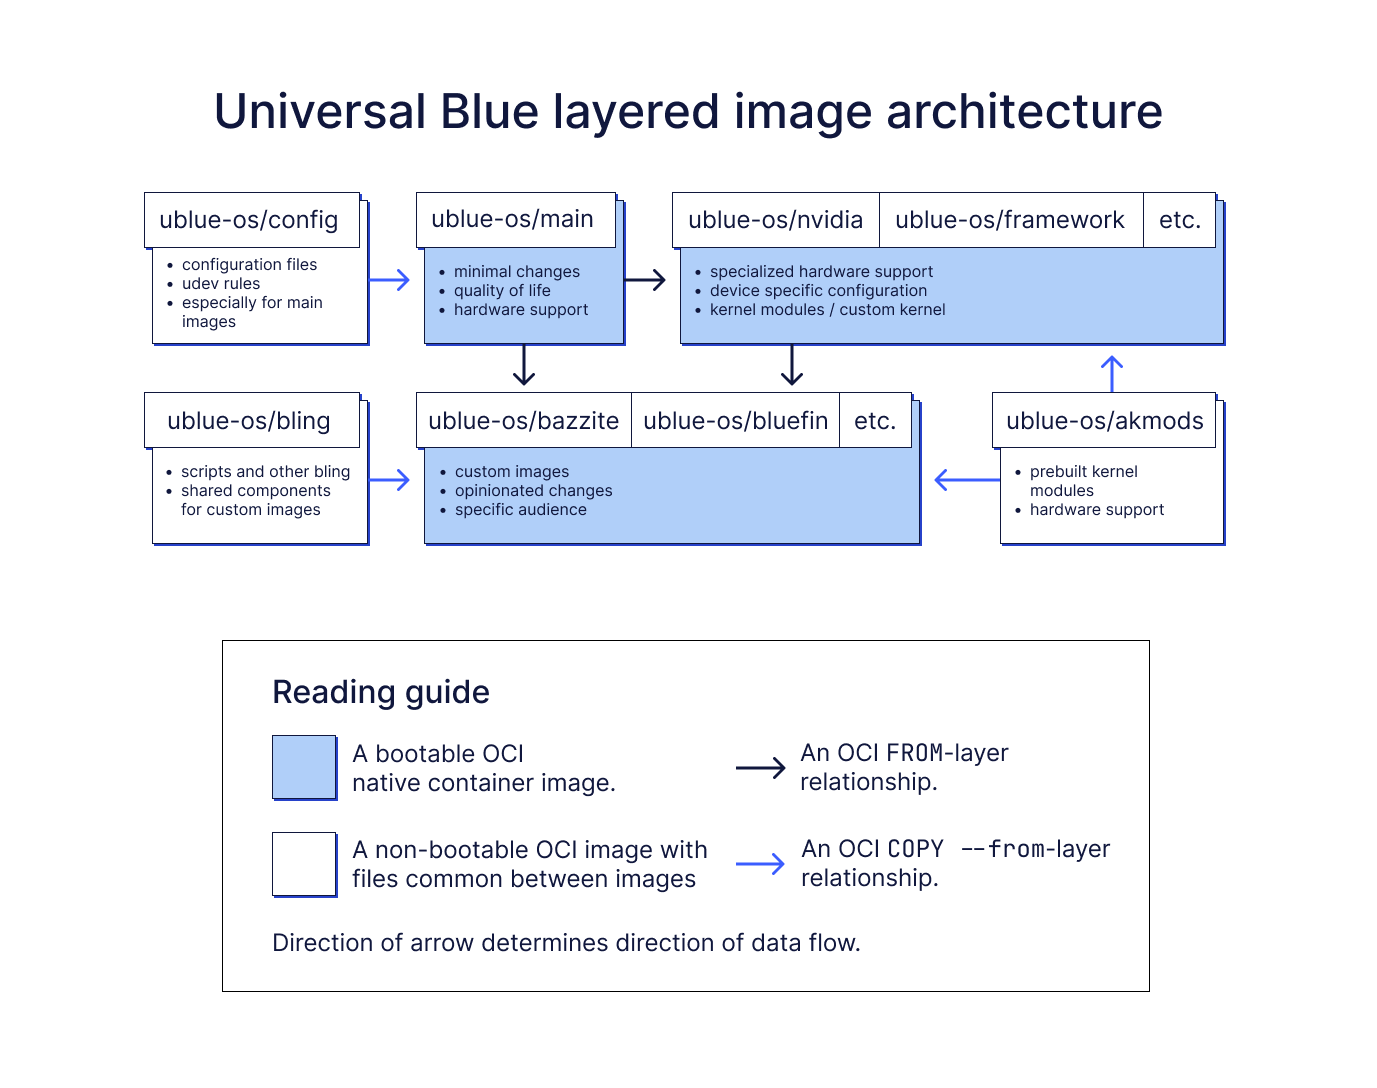 Universal Blue layered image architecture
ublue-os/config
• configuration files
• udev rules
• especially for main
images
ublue-os/main
• minimal changes
• quality of life
• hardware support
ublue-os/nvidia
ublue-os/framework
etc.
• specialized hardware support
• device specific configuration
• kernel modules / custom kernel
ublue-os/bling
• scripts and other bling
• shared components
for custom images
ublue-os/bazzite
ublue-os/bluefin
etc.
• custom images
• opinionated changes
• specific audience
ublue-os/akmods
• prebuilt kernel
modules
• hardware support
Reading guide
A bootable OCI
native container image.
An OCI FROM-layer
relationship.
A non-bootable OCI image with
files common between images
An OCI COPY --from-layer
relationship.
Direction of arrow determines direction of data flow.